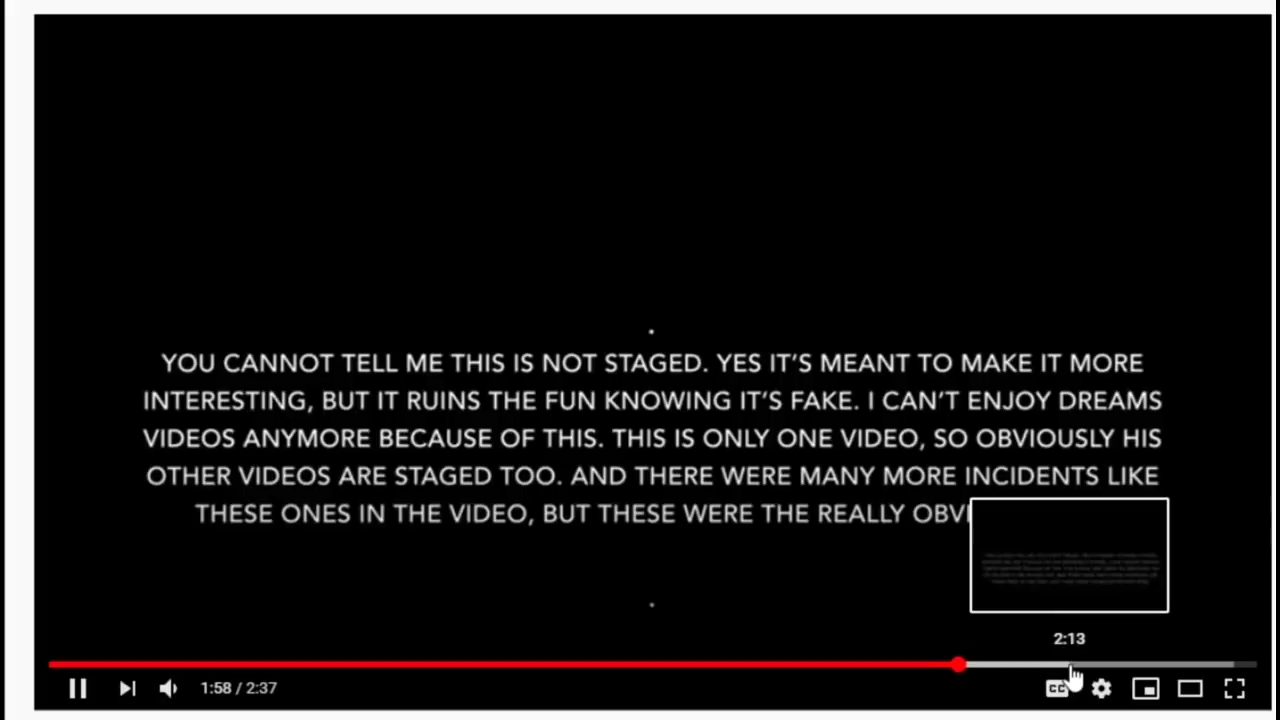 YOU CANNOT TELL ME THIS IS NOT STAGED. YES IT'S MEANT TO MAKE IT MORE
INTERESTING, BUT IT RUINS THE FUN KNOWING IT'S FAKE. I CAN'T ENJOY DREAMS
VIDEOS ANYMORE BECAUSE OF THIS. THIS IS ONLY ONE VIDEO, SO OBVIOUSLY HIS
OTHER VIDEOS ARE STAGED TOO. AND THERE WERE MANY MORE INCIDENTS LIKE
THESE ONES IN THE VIDEO, BUT THESE WERE THE REALLY
2:13
1:58 / 2:37
CC